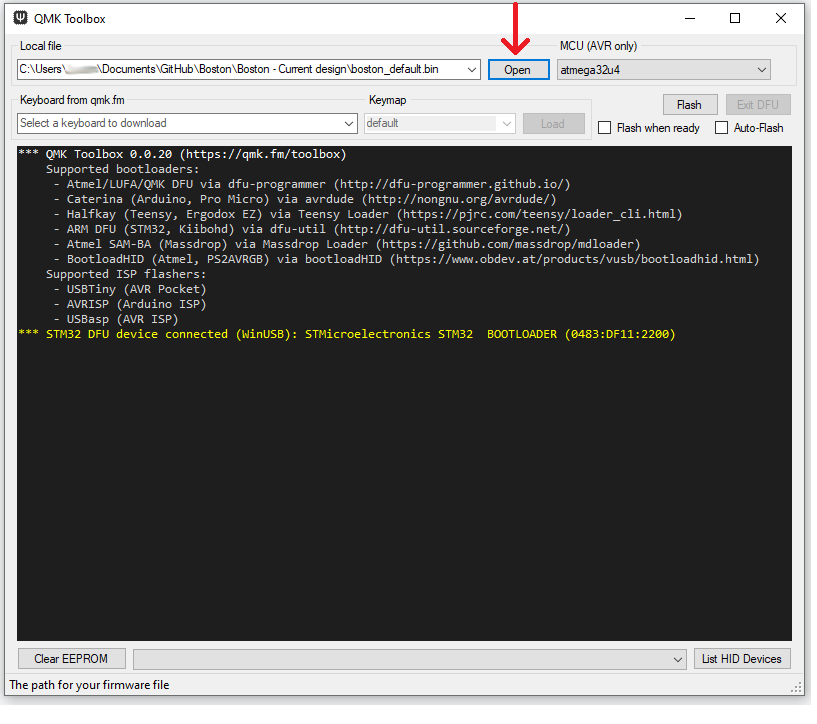 QMK Toolbox
Local file
MCU (AVR only)
C:\Users\ \Documents\GitHub\Boston\Boston - Current design\boston_default.bin
Open
atmega32u4
Keyboard from qmk.fm
Keymap
Flash
Exit DFU
Select a keyboard to download
default
Load
Flash when ready
Auto-Flash
*** QMK Toolbox 0.0.20 (https://qmk.fm/toolbox)
Supported bootloaders:
- Atmel/LUFA/QMK DFU via dfu-programmer (http://dfu-programmer.github.io/)
- Caterina (Arduino, Pro Micro) via avrdude (http://nongnu.org/avrdude/)
- Halfkay (Teensy, Ergodox EZ) via Teensy Loader (https://pjrc.com/teensy/loader_cli.html)
- ARM DFU (STM32, Kiibohd) via dfu-util (http://dfu-util.sourceforge.net/)
- Atmel SAM-BA (Massdrop) via Massdrop Loader (https://github.com/massdrop/mdloader)
- BootloadHID (Atmel, PS2AVRGB) via bootloadHID (https://www.obdev.at/products/vusb/bootloadhid.html)
Supported ISP flashers:
- USBTiny (AVR Pocket)
- AVRISP (Arduino ISP)
- USBasp (AVR ISP)
*** STM32 DFU device connected (WinUSB): STMicroelectronics STM32  BOOTLOADER (0483:DF11:2200)
Clear EEPROM
List HID Devices
The path for your firmware file